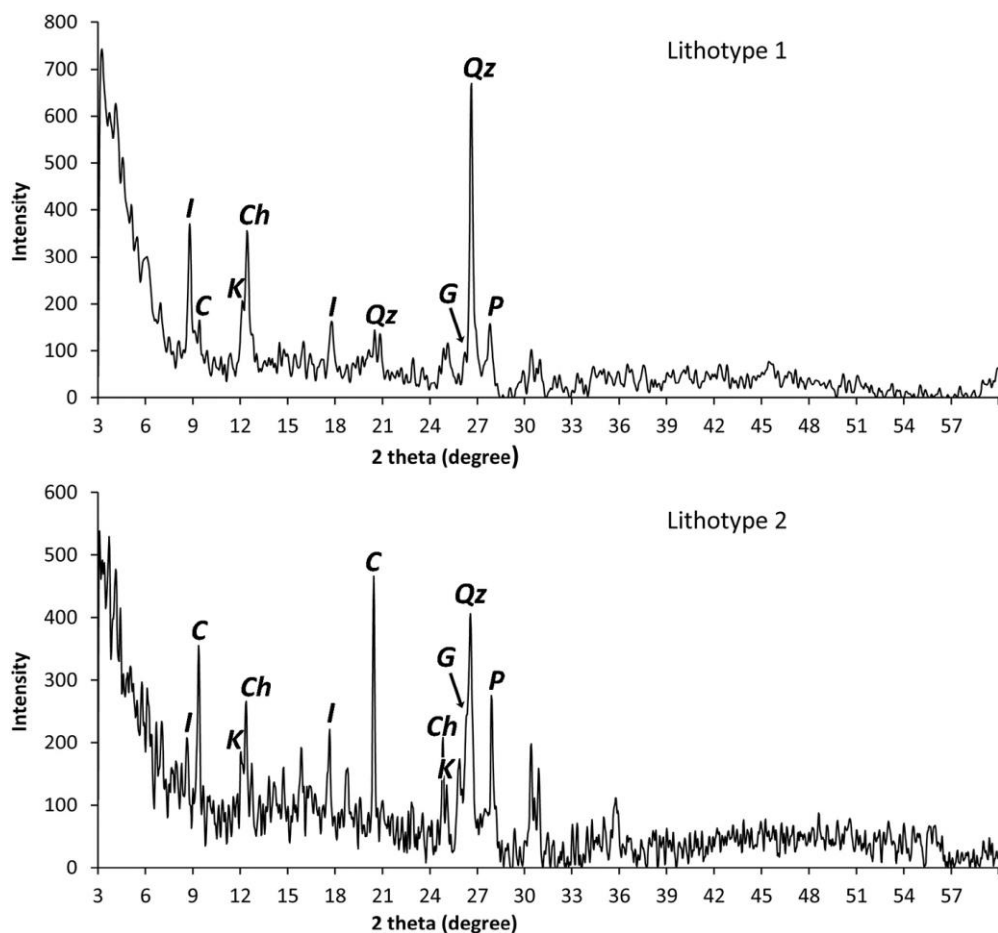 Lithotype 1
800
700
600
500
400
300
200
100
0
Intensity
I
C
K
Ch
I
Qz
G
Qz
P
3 6 9 12 15 18 21 24 27 30 33 36 39 42 45 48 51 54 57
2 theta (degree)
Lithotype 2
600
500
400
300
200
100
0
Intensity
I
C
K
Ch
I
C
Ch
K
G
Qz
P
3 6 9 12 15 18 21 24 27 30 33 36 39 42 45 48 51 54 57
2 theta (degree)